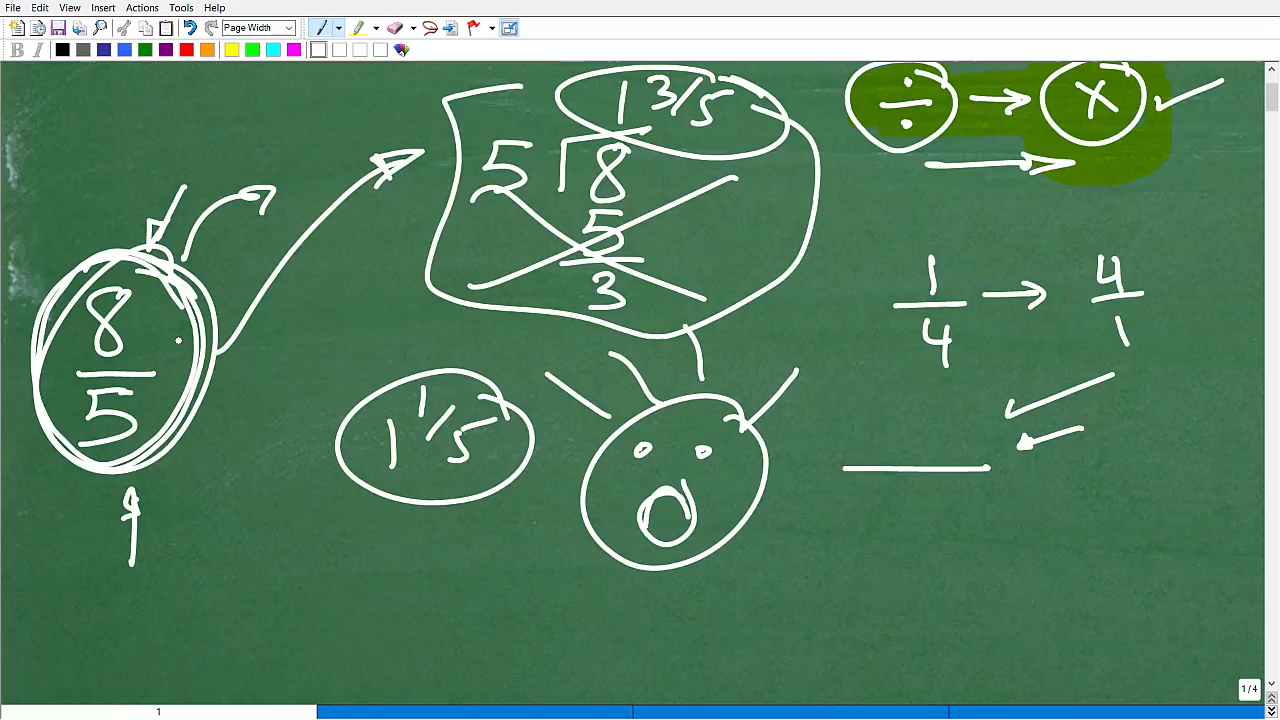 File Edit View Insert Actions Tools Help
Page Width
B I
1 3/5
÷ → ×
5 8
5
3
8/5
1/4 → 4/1
1 1/5
1/4
1